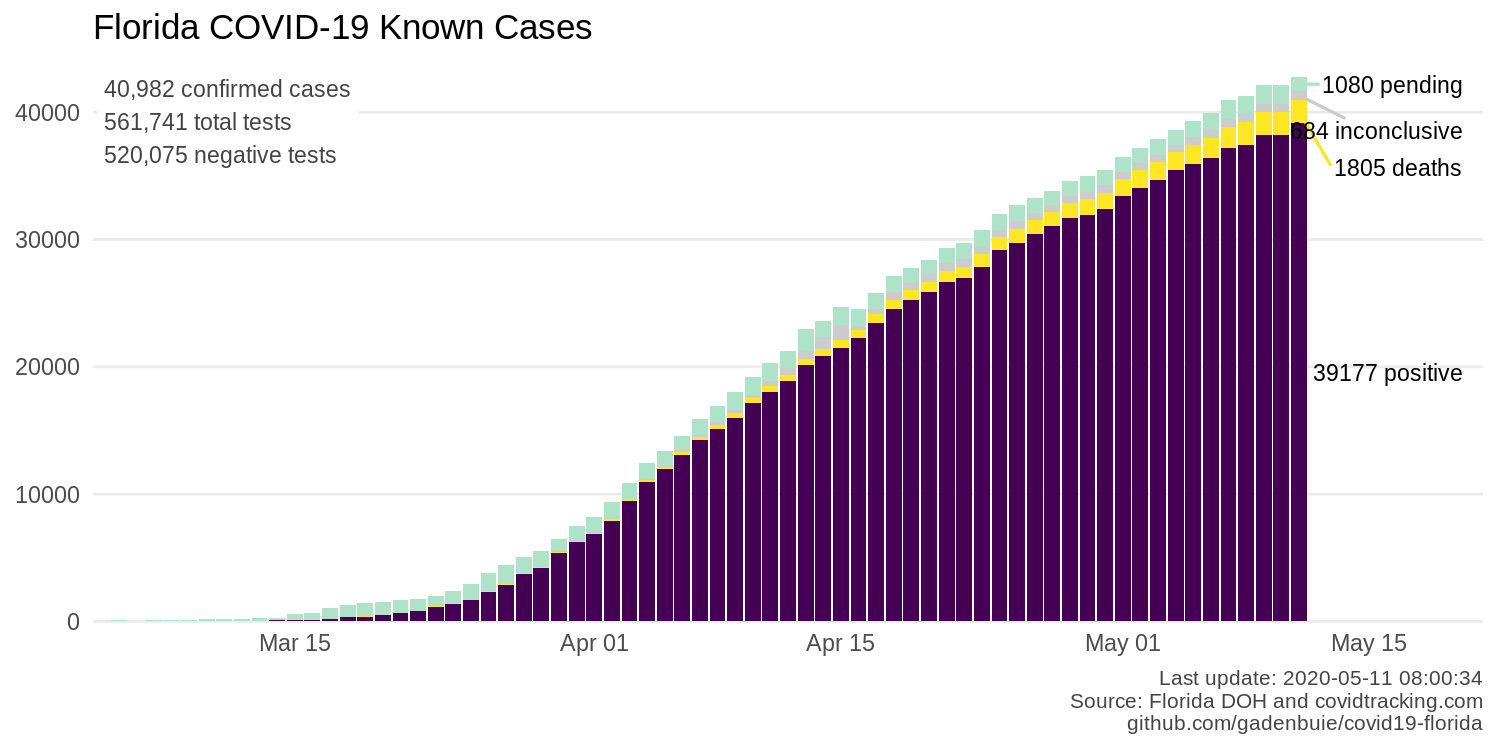 Florida COVID-19 Known Cases
40,982 confirmed cases
561,741 total tests
520,075 negative tests
40000
30000
20000
10000
0
1080 pending
684 inconclusive
1805 deaths
39177 positive
Mar 15
Apr 01
Apr 15
May 01
May 15
Last update: 2020-05-11 08:00:34
Source: Florida DOH and covidtracking.com
github.com/gadenbuie/covid19-florida